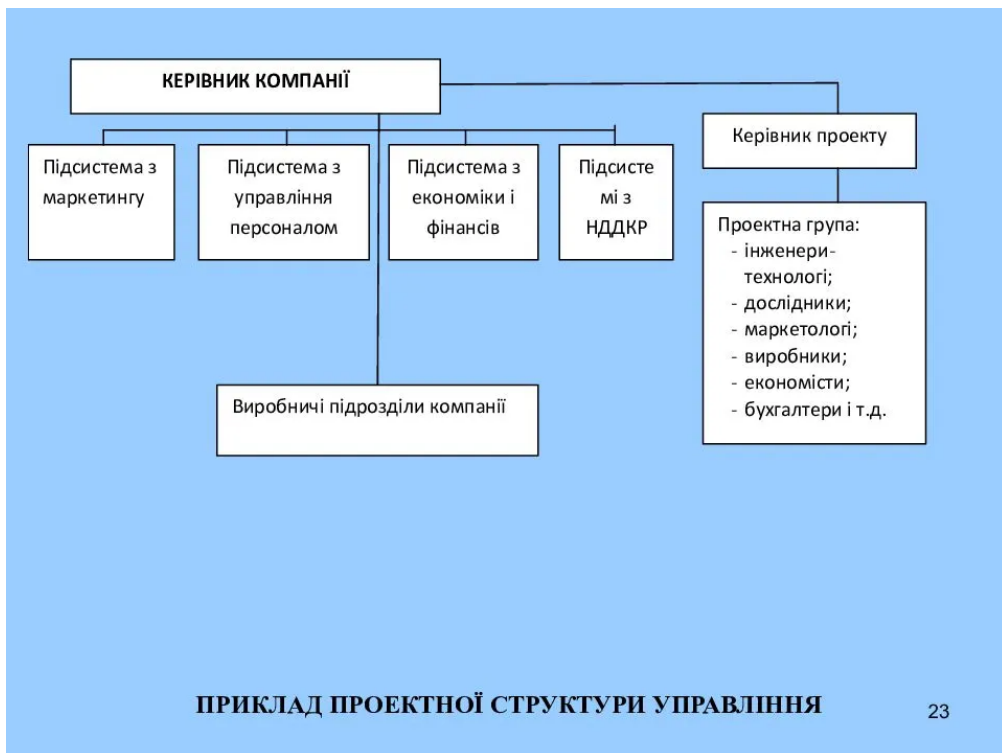 КЕРІВНИК КОМПАНІЇ
Керівник проекту
Підсистема з
маркетингу
Підсистема з
управління
персоналом
Підсистема з
економіки і
фінансів
Підсисте
мі з
НДДКР
Проектна група:
- інженери-
технологі;
- дослідники;
- маркетологі;
- виробники;
- економісти;
- бухгалтери і т.д.
Виробничі підрозділи компанії
ПРИКЛАД ПРОЕКТНОЇ СТРУКТУРИ УПРАВЛІННЯ
23